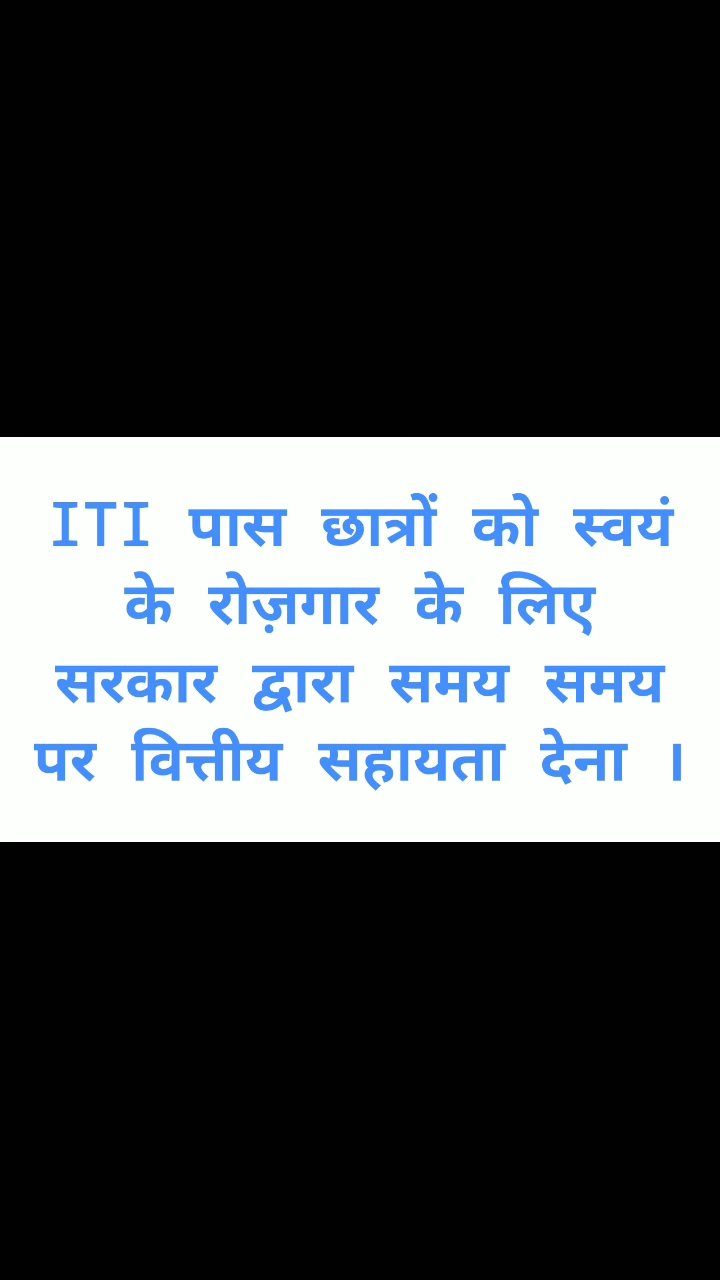 ITI पास छात्रों को स्वयं
के रोज़गार के लिए
सरकार द्वारा समय समय
पर वित्तीय सहायता देना ।